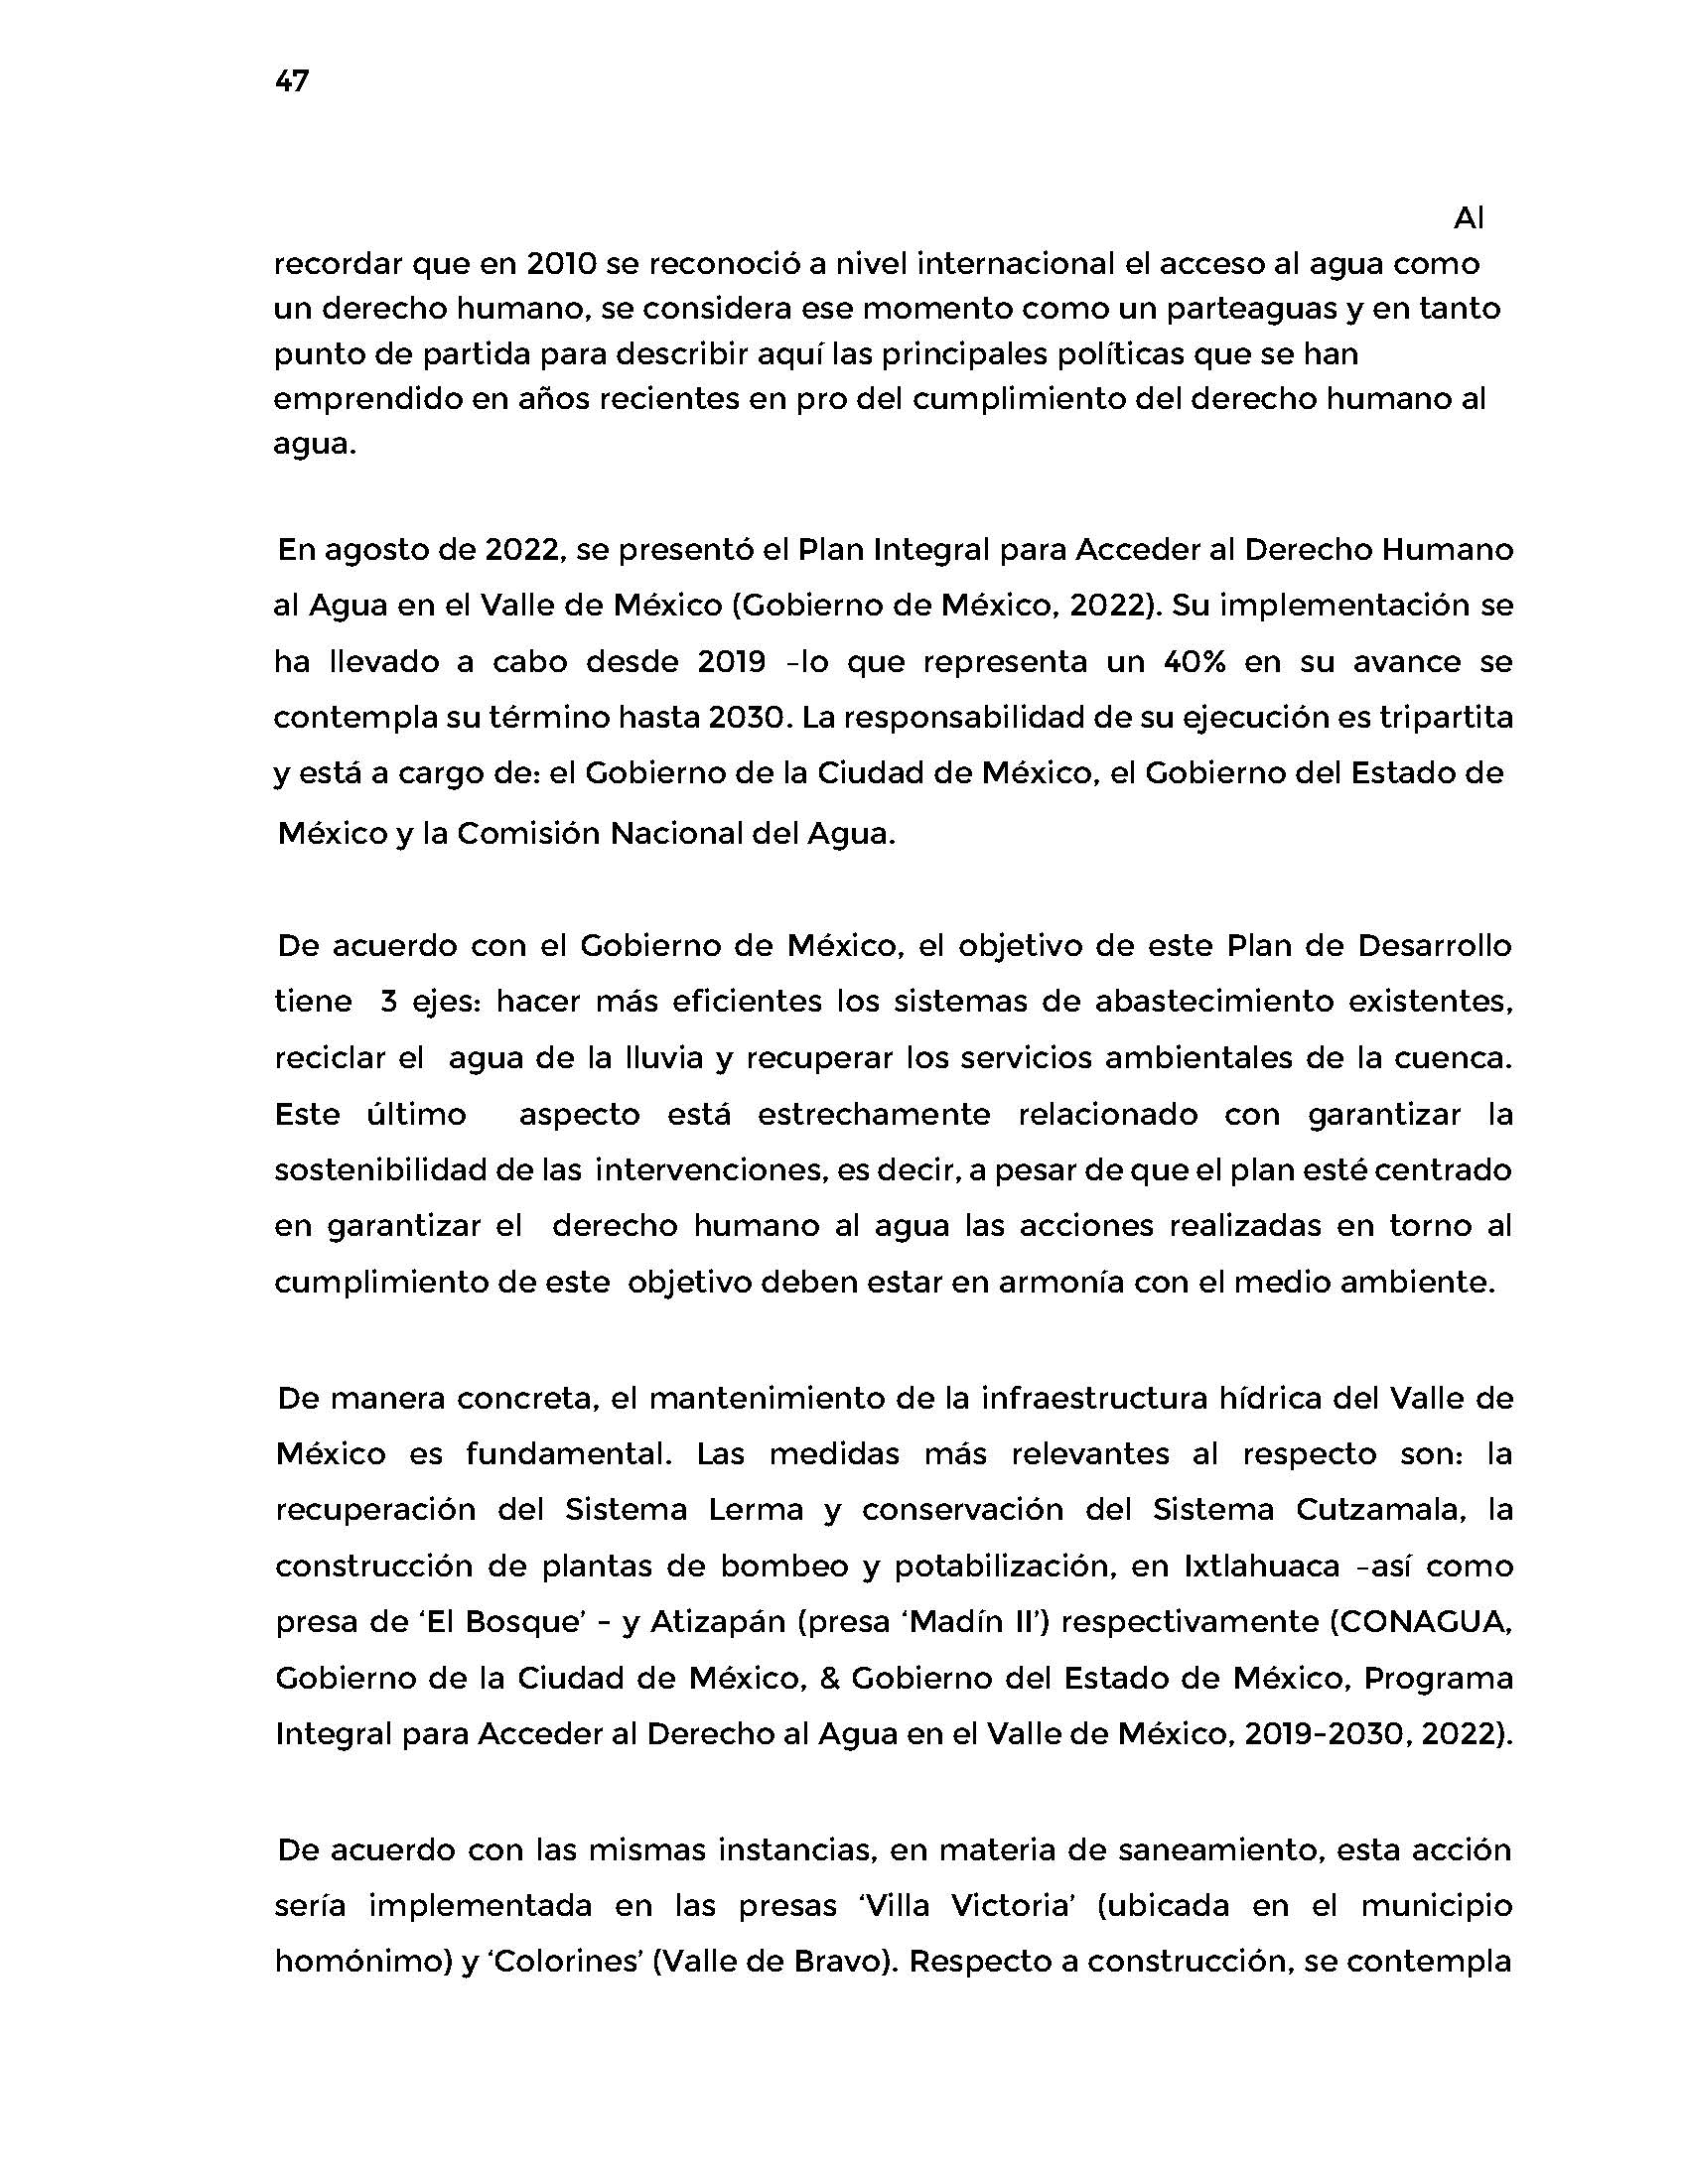 47
Al
recordar que en 2010 se reconoció a nivel internacional el acceso al agua como
un derecho humano, se considera ese momento como un parteaguas y en tanto
punto de partida para describir aquí las principales políticas que se han
emprendido en años recientes en pro del cumplimiento del derecho humano al
agua.
En agosto de 2022, se presentó el Plan Integral para Acceder al Derecho Humano
al Agua en el Valle de México (Gobierno de México, 2022). Su implementación se
ha llevado a cabo desde 2019 –lo que representa un 40% en su avance se
contempla su término hasta 2030. La responsabilidad de su ejecución es tripartita
y está a cargo de: el Gobierno de la Ciudad de México, el Gobierno del Estado de
México y la Comisión Nacional del Agua.
De acuerdo con el Gobierno de México, el objetivo de este Plan de Desarrollo
tiene 3 ejes: hacer más eficientes los sistemas de abastecimiento existentes,
reciclar el agua de la lluvia y recuperar los servicios ambientales de la cuenca.
Este último aspecto está estrechamente relacionado con garantizar la
sostenibilidad de las intervenciones, es decir, a pesar de que el plan esté centrado
en garantizar el derecho humano al agua las acciones realizadas en torno al
cumplimiento de este objetivo deben estar en armonía con el medio ambiente.
De manera concreta, el mantenimiento de la infraestructura hídrica del Valle de
México es fundamental. Las medidas más relevantes al respecto son: la
recuperación del Sistema Lerma y conservación del Sistema Cutzamala, la
construcción de plantas de bombeo y potabilización, en Ixtlahuaca –así como
presa de ‘El Bosque’ - y Atizapán (presa ‘Madín II’) respectivamente (CONAGUA,
Gobierno de la Ciudad de México, & Gobierno del Estado de México, Programa
Integral para Acceder al Derecho al Agua en el Valle de México, 2019-2030, 2022).
De acuerdo con las mismas instancias, en materia de saneamiento, esta acción
sería implementada en las presas ‘Villa Victoria’ (ubicada en el municipio
homónimo) y ‘Colorines’ (Valle de Bravo). Respecto a construcción, se contempla